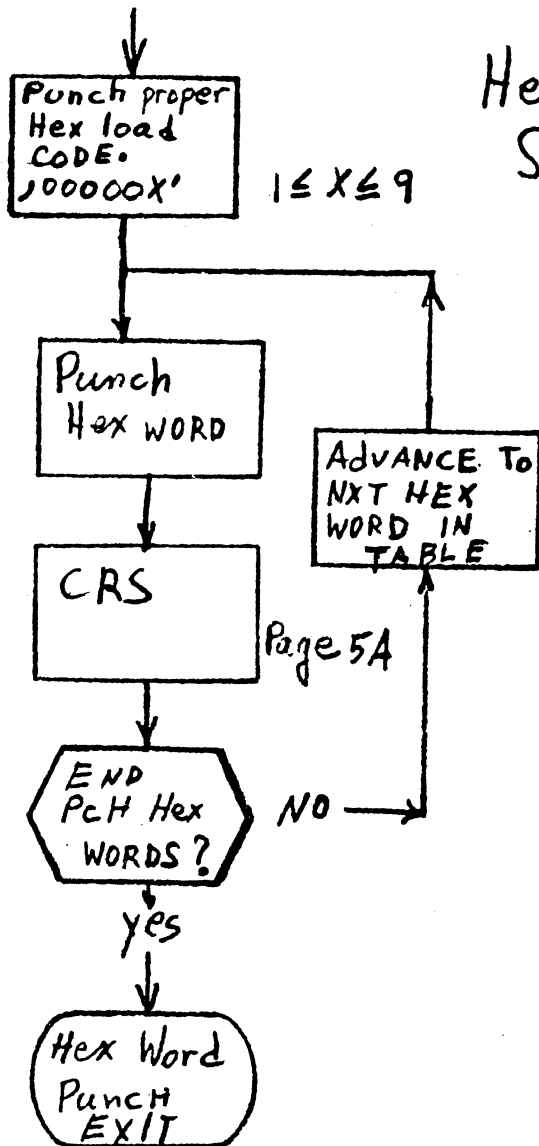 Punch proper
Hex load
CODE.
,00000X'
1 ≤ X ≤ 9
Punch
Hex WORD
AdVANCE To
NXT HEX
WORD IN
TABLE
CRS
Page 5A
END
PcH Hex
WORDS?
NO
yes
Hex Word
Punch
EXIT